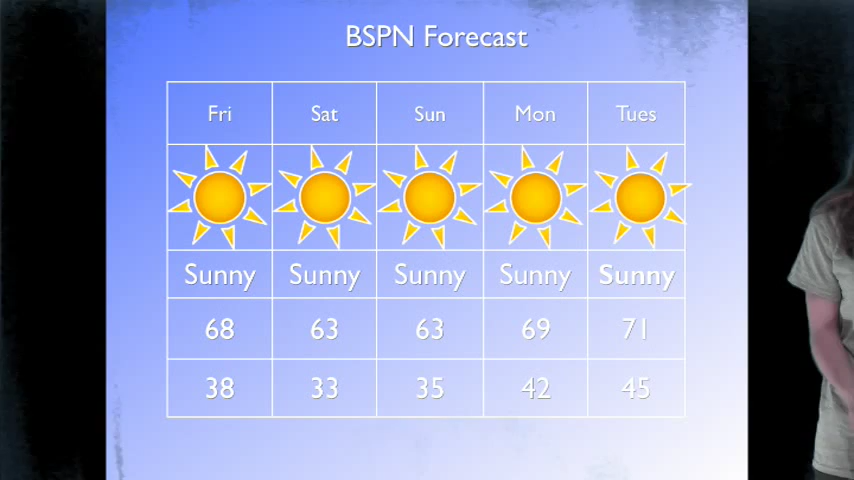 BSPN Forecast
Fri Sat Sun Mon Tues
Sunny Sunny Sunny Sunny Sunny
68 63 63 69 71
38 33 35 42 45